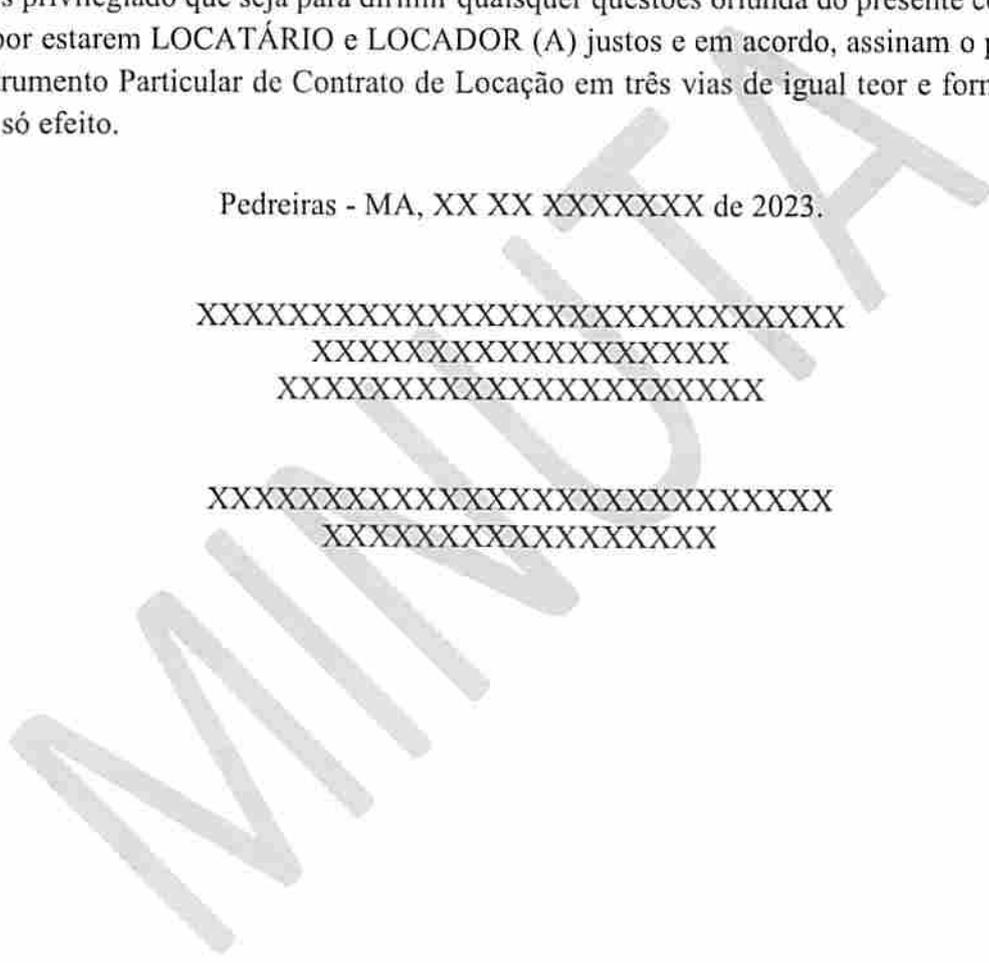 privilegiado que seja para dirimir quaisquer questões oriunda do presente
por estarem LOCATÁRIO e LOCADOR (A) justos e em acordo, assinam o
rumento Particular de Contrato de Locação em três vias de igual teor e
só efeito.
Pedreiras - MA, XX XX XXXXXXX de 2023.
XXXXXXXXXXXXXXXXXXXXXXXXXXXX
XXXXXXXXXXXXXXXXXX
XXXXXXXXXXXXXXXXXXXXX
XXXXXXXXXXXXXXXXXXXXXXXXXXX
XXXXXXXXXXXXXXXXX
MINUTA